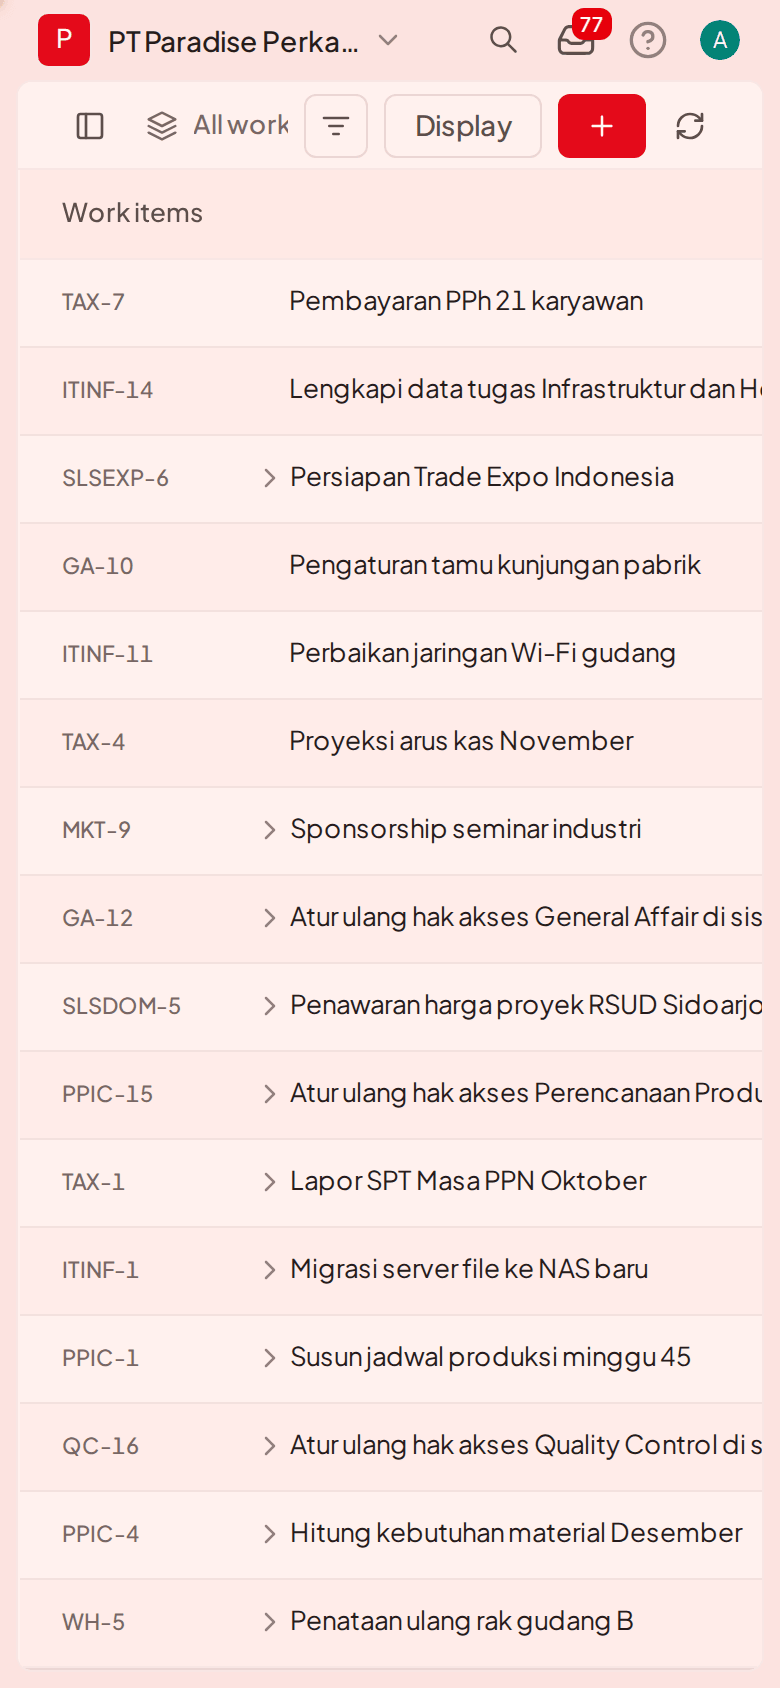 P PT Paradise Perka... 77 A
All work Display
Work items
TAX-7 Pembayaran PPh 21 karyawan
ITINF-14 Lengkapi data tugas Infrastruktur dan
SLSEXP-6 Persiapan Trade Expo Indonesia
GA-10 Pengaturan tamu kunjungan pabrik
ITINF-11 Perbaikan jaringan Wi-Fi gudang
TAX-4 Proyeksi arus kas November
MKT-9 Sponsorship seminar industri
GA-12 Atur ulang hak akses General Affair di sis
SLSDOM-5 Penawaran harga proyek RSUD Sidoarjo
PPIC-15 Atur ulang hak akses Perencanaan Produ
TAX-1 Lapor SPT Masa PPN Oktober
ITINF-1 Migrasi server file ke NAS baru
PPIC-1 Susun jadwal produksi minggu 45
QC-16 Atur ulang hak akses Quality Control di s
PPIC-4 Hitung kebutuhan material Desember
WH-5 Penataan ulang rak gudang B